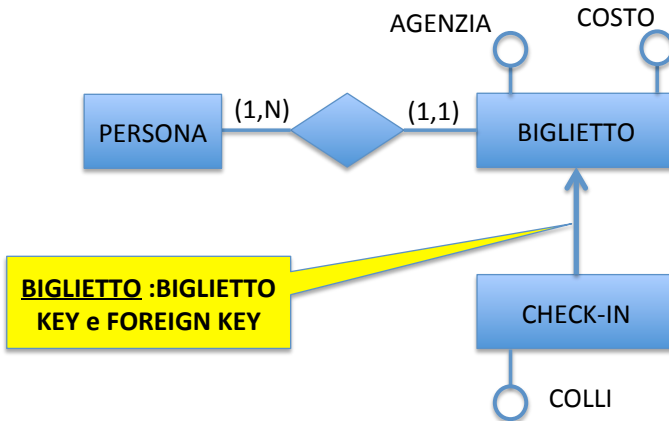 AGENZIA
COSTO
PERSONA
(1,N)
(1,1)
BIGLIETTO
BIGLIETTO :BIGLIETTO
KEY e FOREIGN KEY
CHECK-IN
COLLI